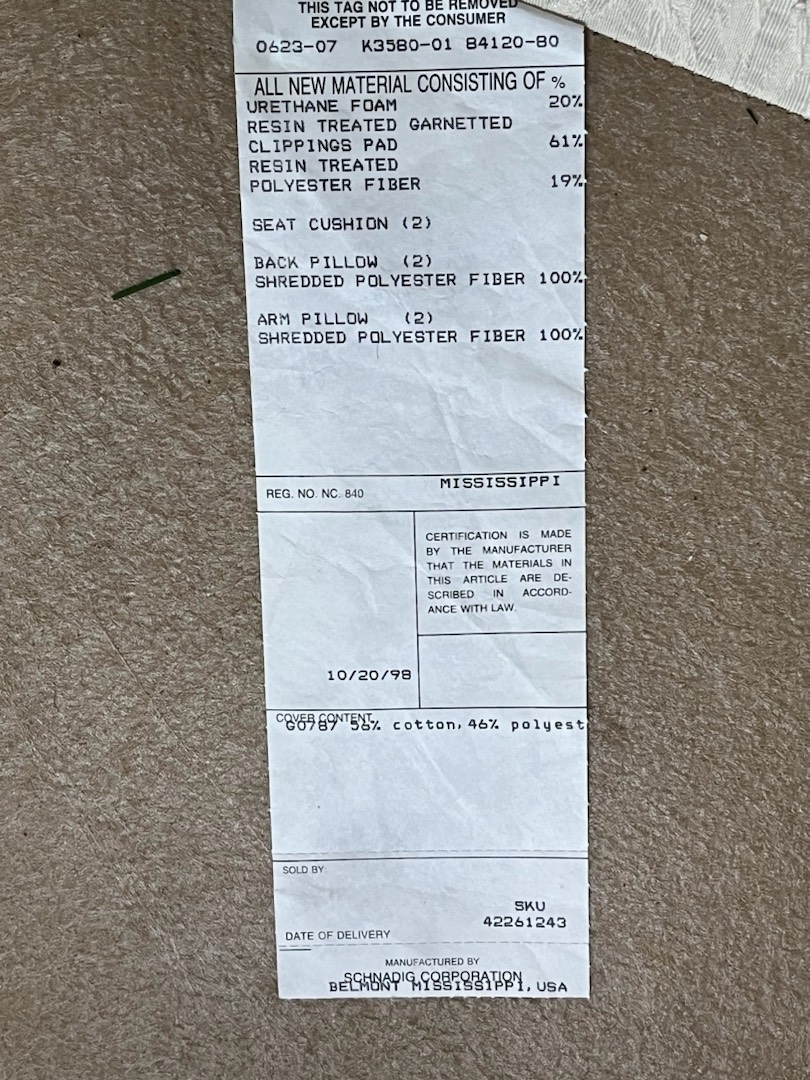 THIS TAG NOT TO BE REMOVED
EXCEPT BY THE CONSUMER
0623-07 K3580-01 84120-80
ALL NEW MATERIAL CONSISTING OF %
URETHANE FOAM 20%
RESIN TREATED GARNETTED
CLIPPINGS PAD 61%
RESIN TREATED
POLYESTER FIBER 19%
SEAT CUSHION (2)
BACK PILLOW (2)
SHREDDED POLYESTER FIBER 100%
ARM PILLOW (2)
SHREDDED POLYESTER FIBER 100%
REG. NO. NC. 840 MISSISSIPPI
CERTIFICATION IS MADE
BY THE MANUFACTURER
THAT THE MATERIALS IN
THIS ARTICLE ARE DE-
SCRIBED IN ACCORD-
ANCE WITH LAW.
10/20/98
COVER CONTENT
cotton, 46% polyest
SOLD BY:
SKU
42261243
DATE OF DELIVERY
MANUFACTURED BY
SCHNADIG CORPORATION
BELMONT MISSISSIPPI, USA